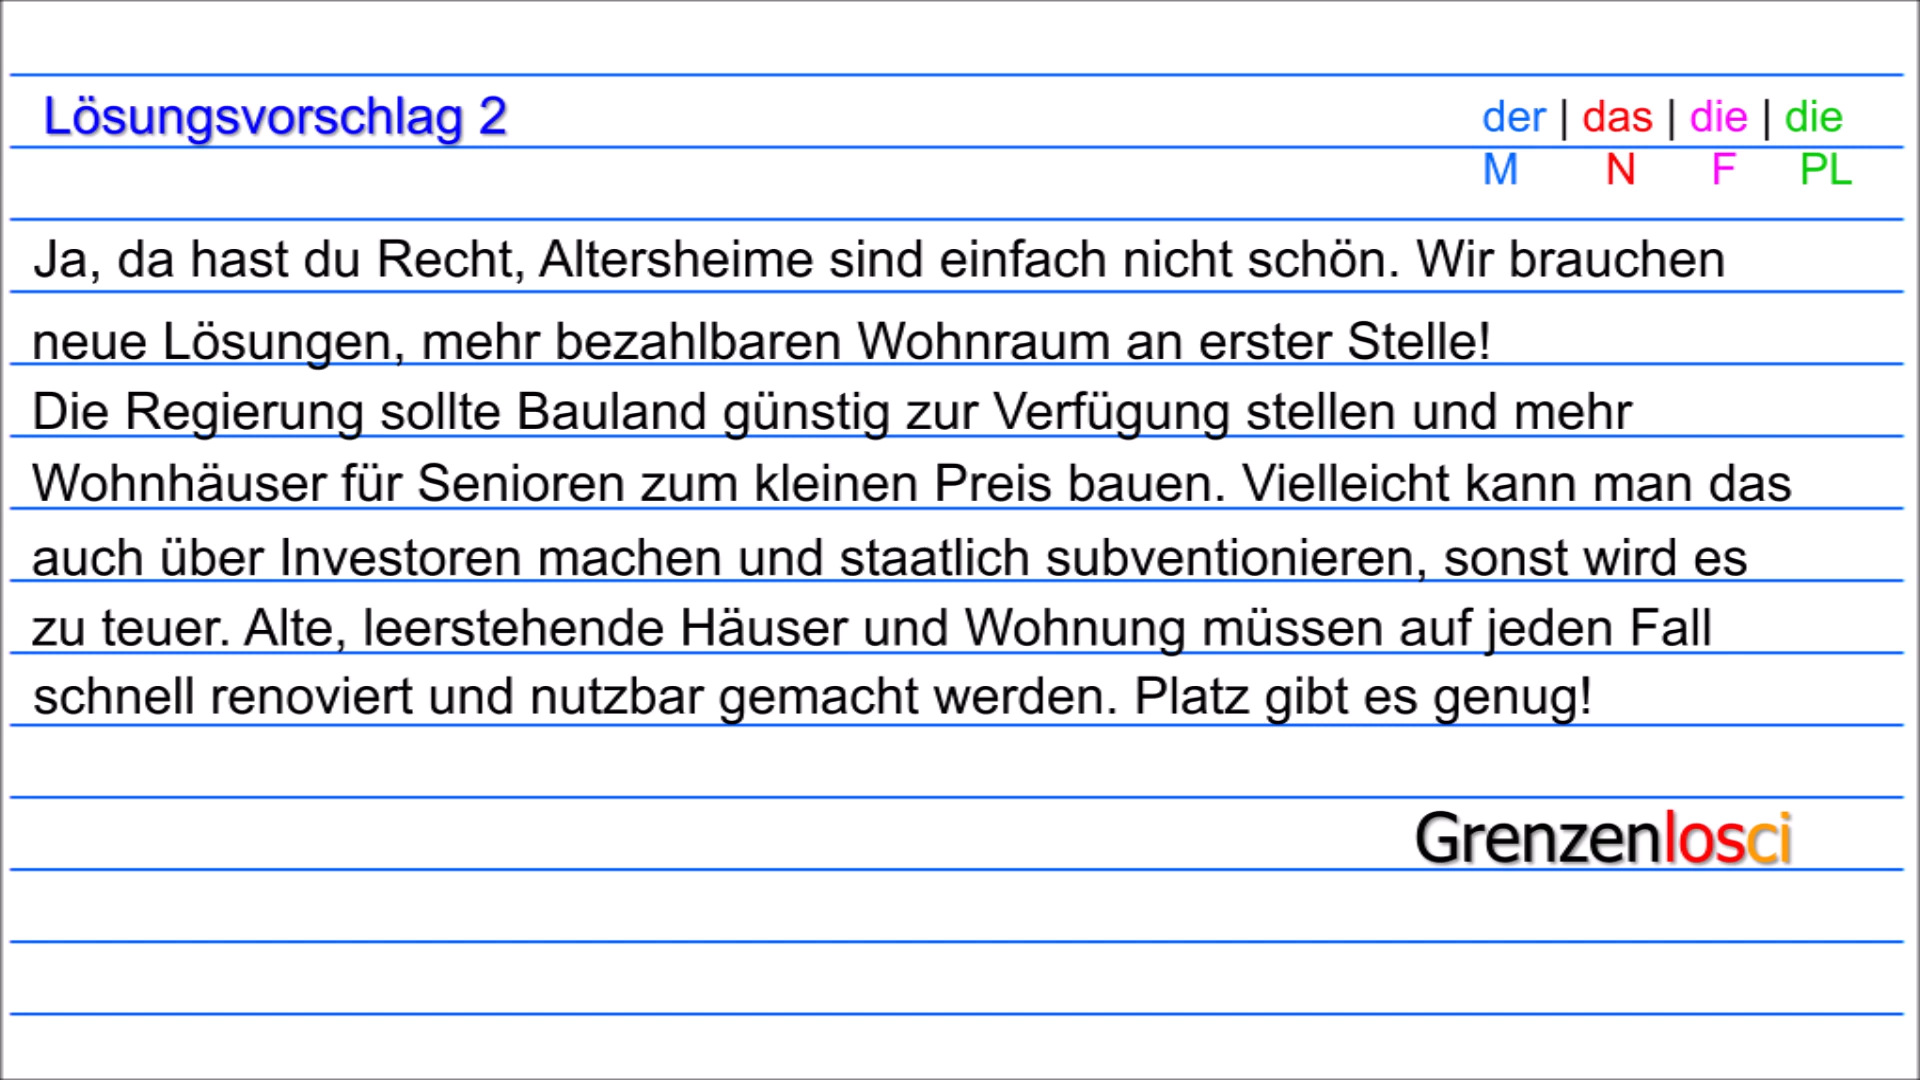 Lösungsvorschlag 2
der | das | die | die
M N F PL
Ja, da hast du Recht, Altersheime sind einfach nicht schön. Wir brauchen
neue Lösungen, mehr bezahlbaren Wohnraum an erster Stelle!
Die Regierung sollte Bauland günstig zur Verfügung stellen und mehr
Wohnhäuser für Senioren zum kleinen Preis bauen. Vielleicht kann man das
auch über Investoren machen und staatlich subventionieren, sonst wird es
zu teuer. Alte, leerstehende Häuser und Wohnung müssen auf jeden Fall
schnell renoviert und nutzbar gemacht werden. Platz gibt es genug!
Grenzenlosci